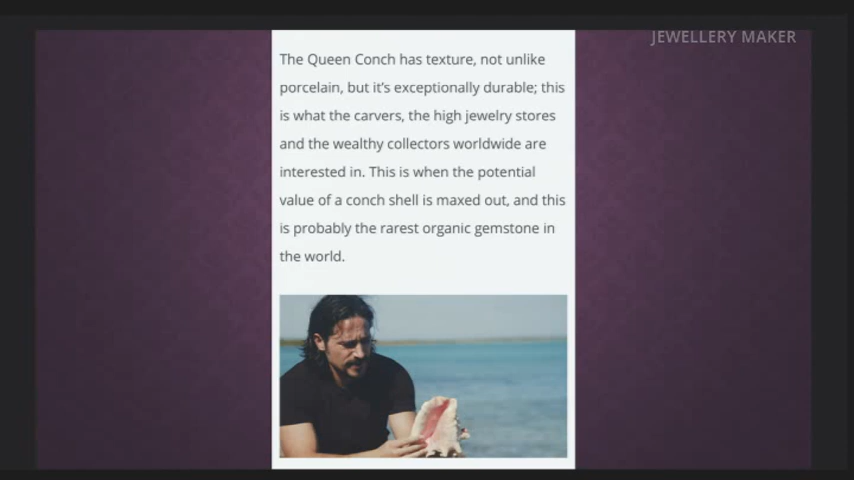 JEWELLERY MAKER
The Queen Conch has texture, not unlike
porcelain, but it's exceptionally durable; this
is what the carvers, the high jewelry stores
and the wealthy collectors worldwide are
interested in. This is when the potential
value of a conch shell is maxed out, and this
is probably the rarest organic gemstone in
the world.